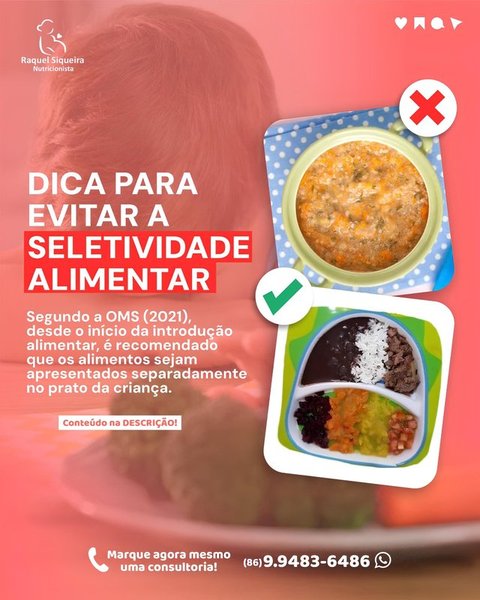 Raquel Siqueira
Nutricionista
DICA PARA
EVITAR A
SELETIVIDADE
ALIMENTAR
Segundo a OMS (2021),
desde o início da introdução
alimentar, é recomendado
que os alimentos sejam
apresentados separadamente
no prato da criança.
Conteúdo na DESCRIÇÃO!
Marque agora mesmo
uma consultoria!
(86)9.9483-6486